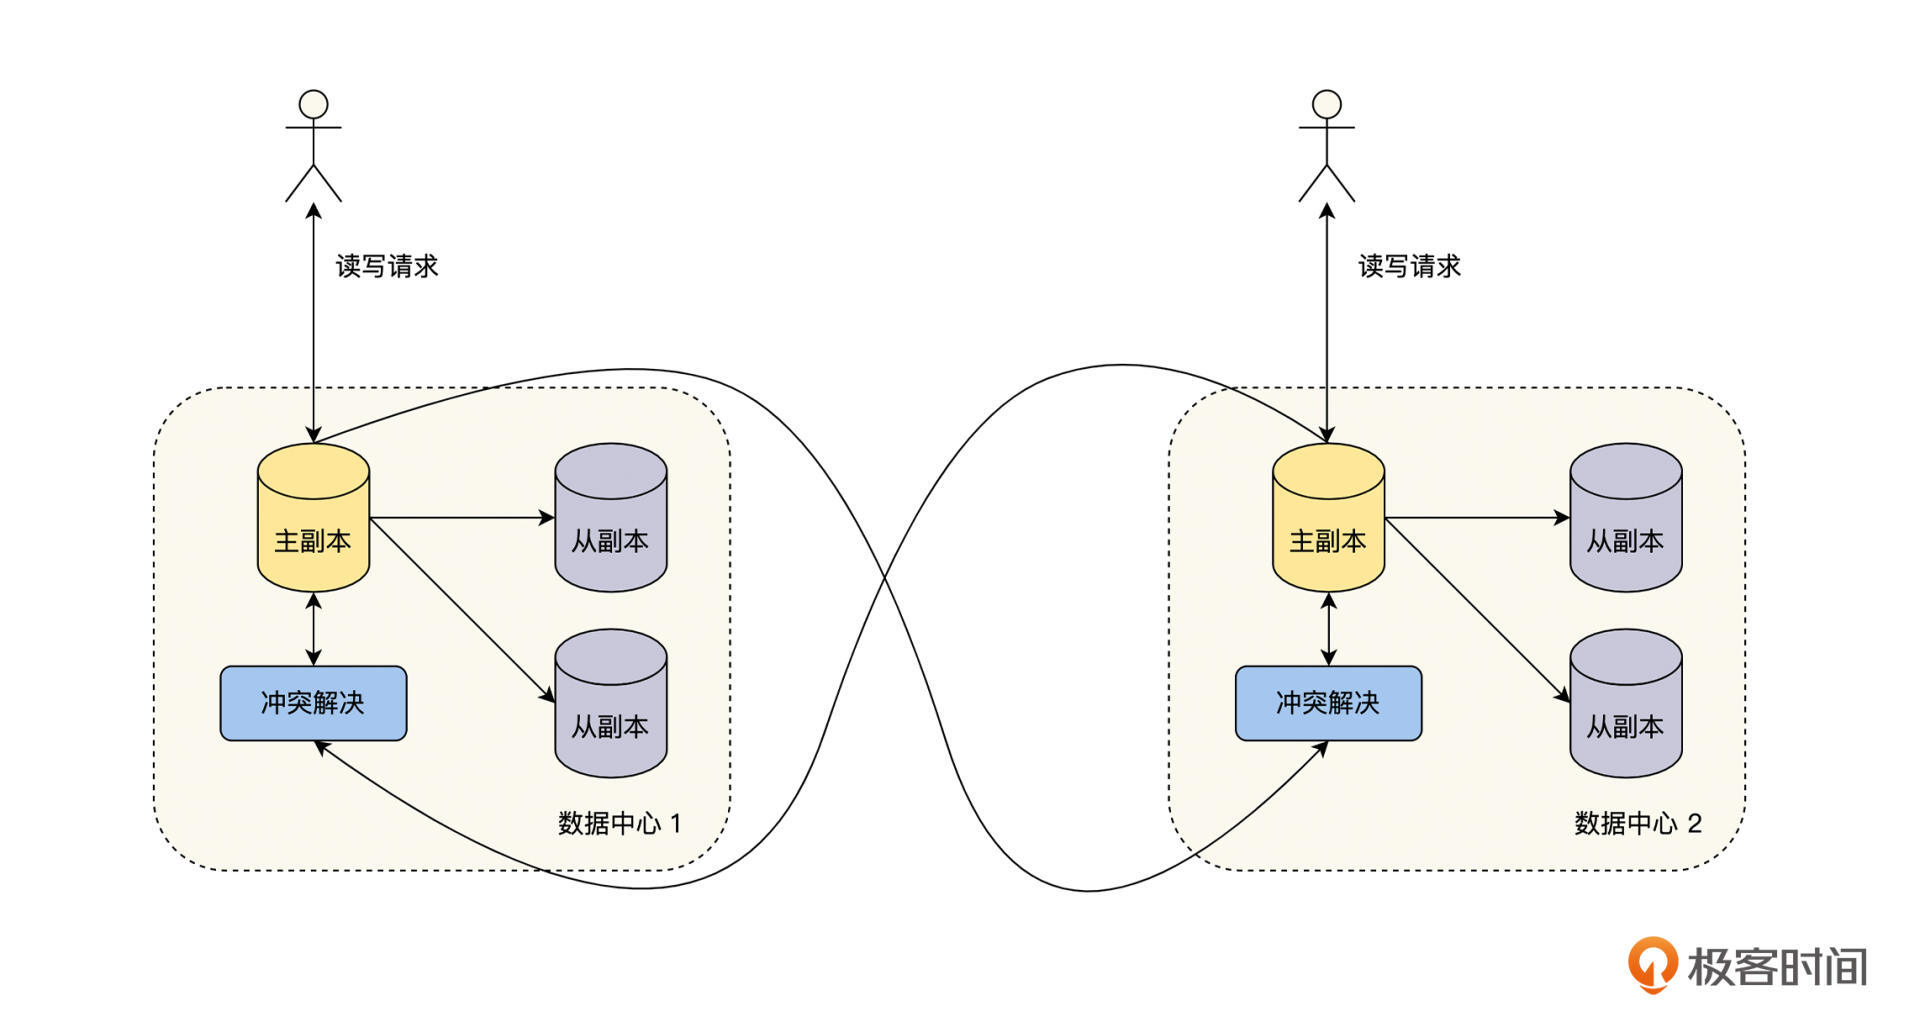 读写请求
读写请求
主副本
从副本
冲突解决
从副本
数据中心 1
主副本
从副本
冲突解决
从副本
数据中心 2
极客时间